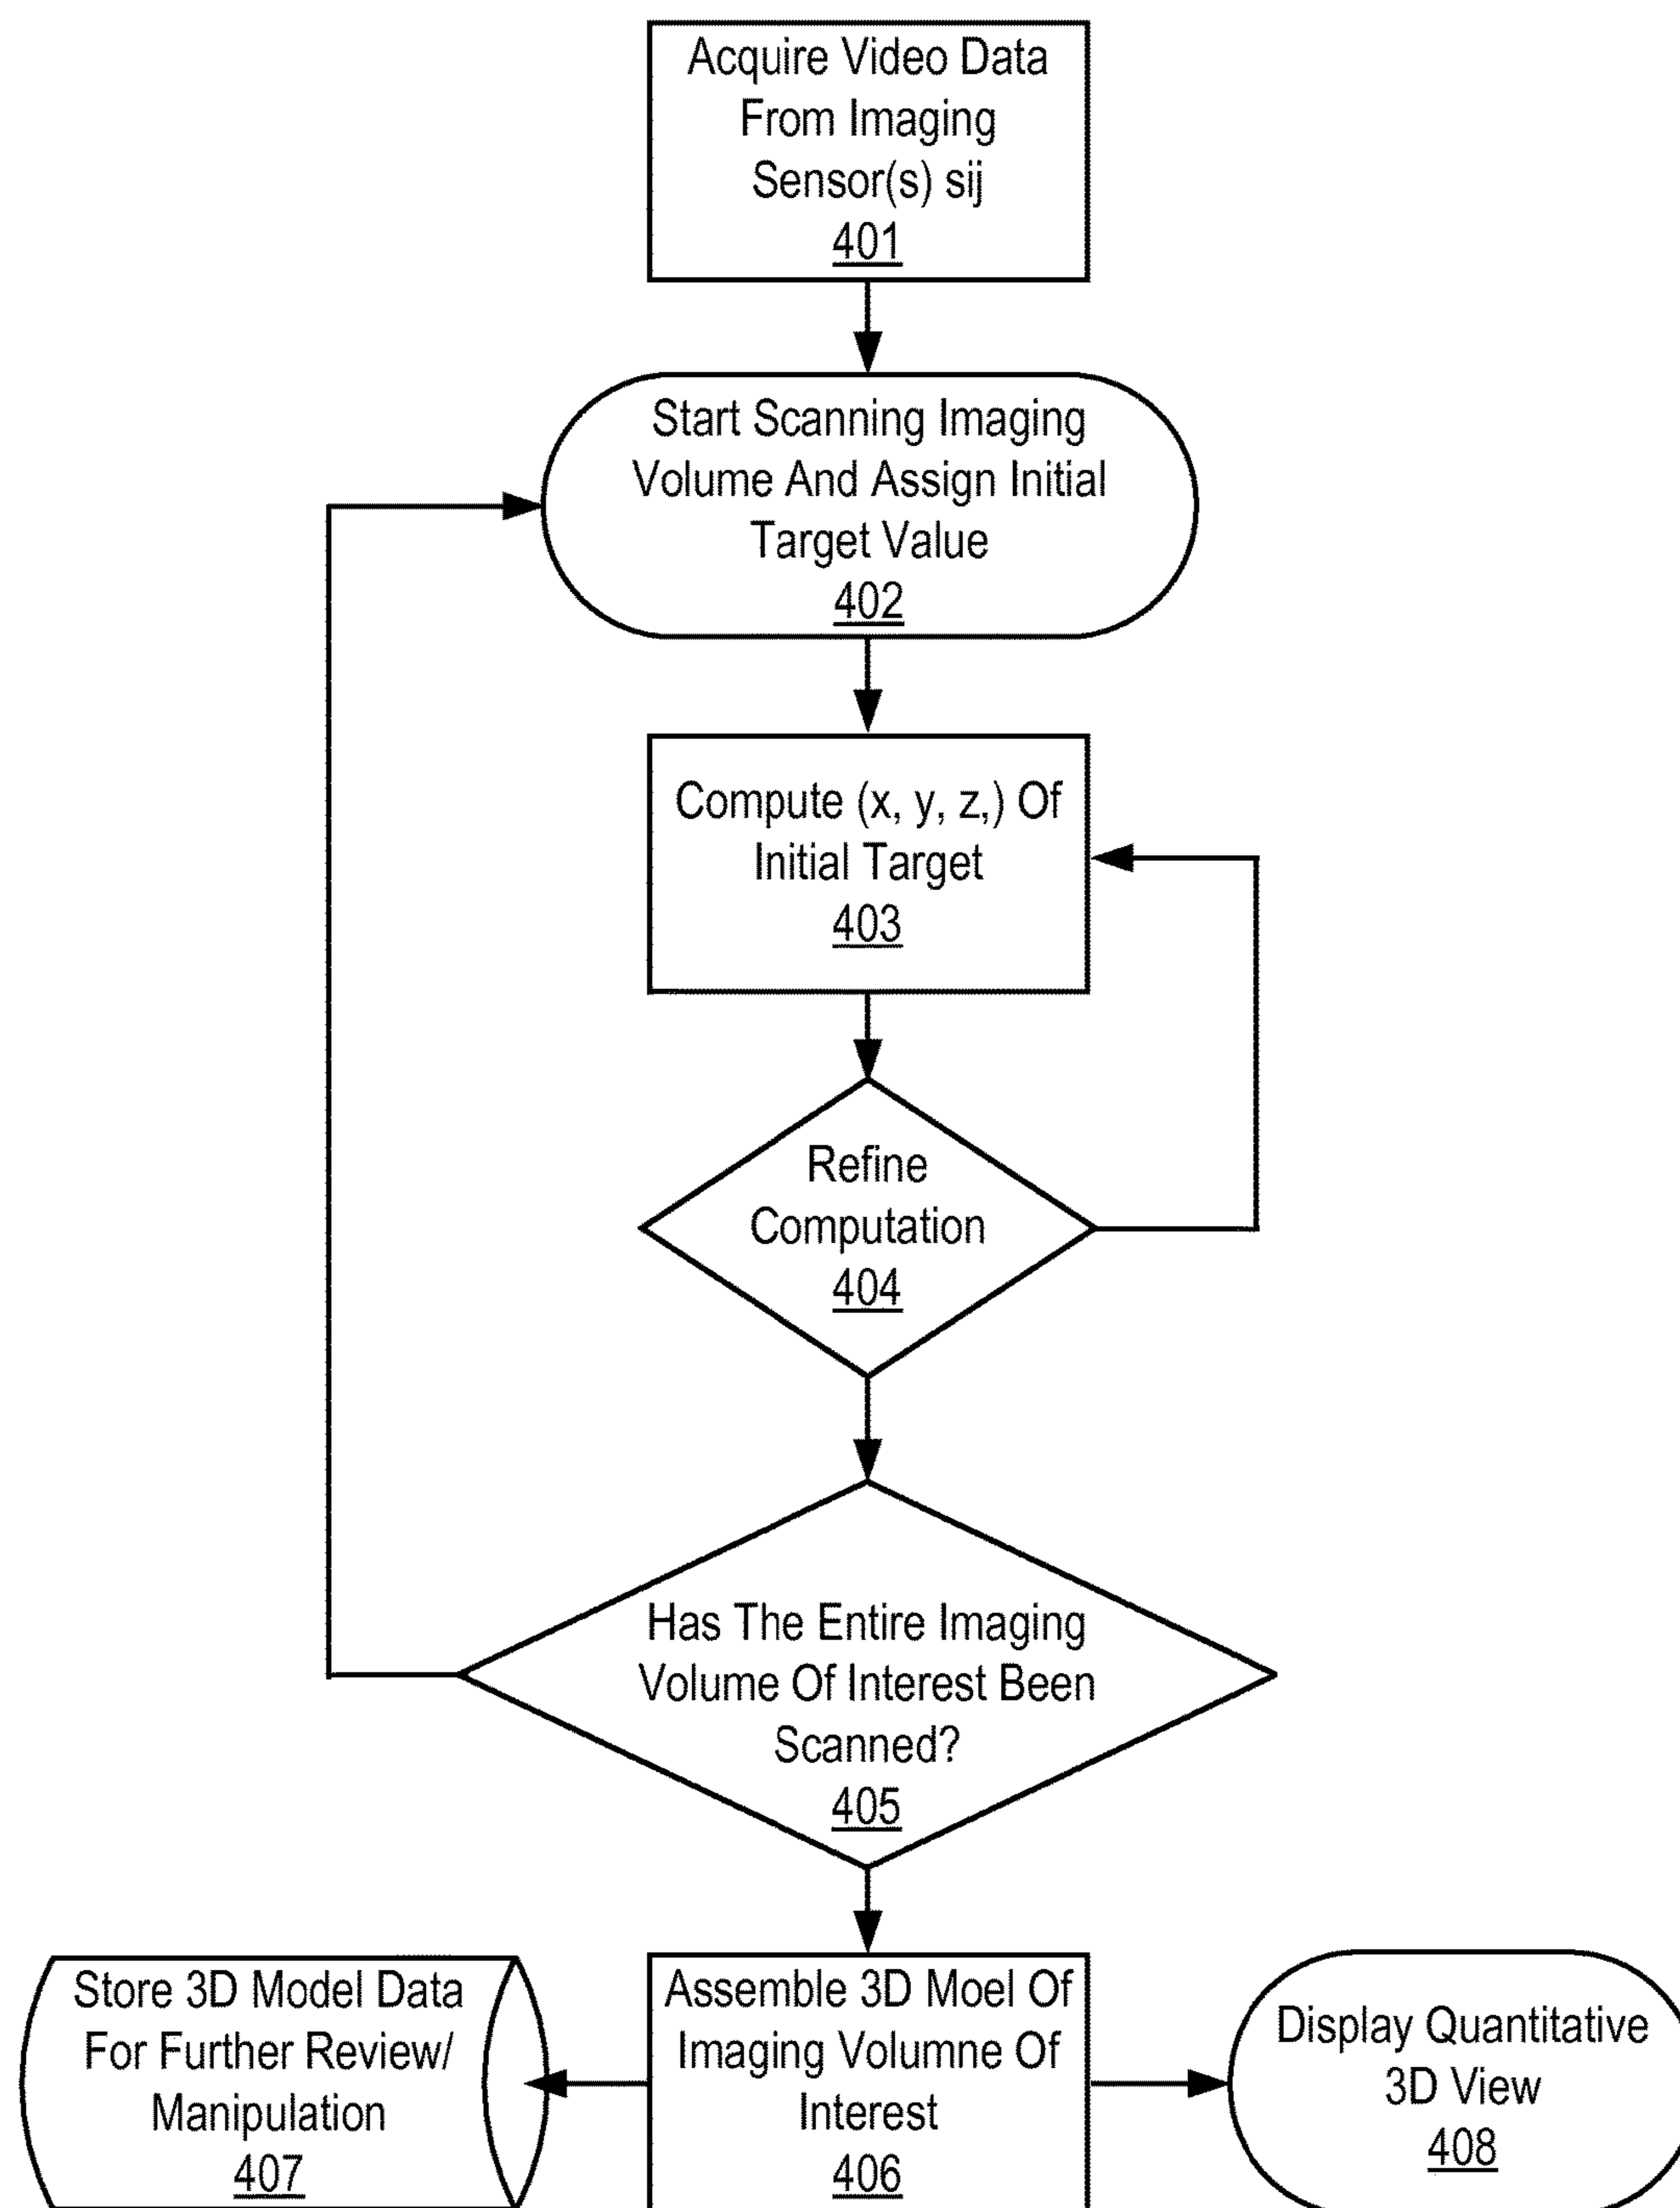 Acquire Video Data
From Imaging
Sensor(s) sij
401
Start Scanning Imaging
Volume And Assign Initial
Target Value
402
Compute (x, y, z,) Of
Initial Target
403
Refine
Computation
404
Has The Entire Imaging
Volume Of Interest Been
Scanned?
405
Store 3D Model Data
For Further Review/
Manipulation
407
Assemble 3D Moel Of
Imaging Volumne Of
Interest
406
Display Quantitative
3D View
408